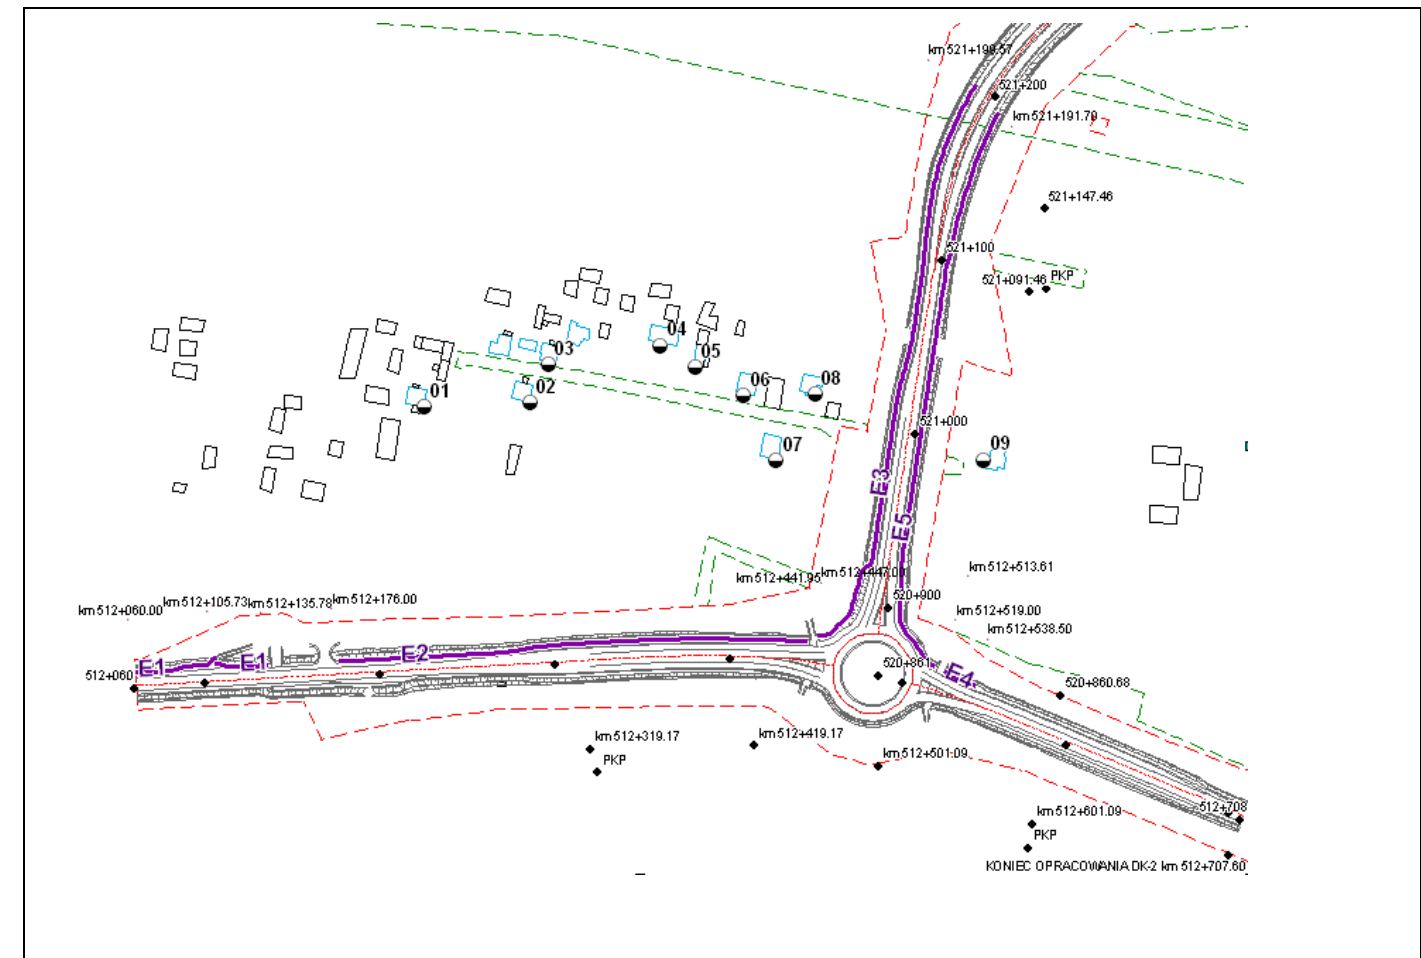 km 521+199.57
521+200
km 521+191.79
521+147.46
521+100
PKP
521+091.46
04
03
05
06
08
01
02
521+000
07
09
E3
E5
km 512+441.95
km 512+447.00
km 512+513.61
520+900
km 512+060.00
km 512+105.73
km 512+135.78
km 512+176.00
km 512+519.00
km 512+538.50
E1
E1
E2
520+861
E4
512+060
520+860.68
km 512+319.17
km 512+419.17
PKP
km 512+501.09
512+708
km 512+601.09
PKP
KONIEC OPRACOWANIA DK-2 km 512+707.60